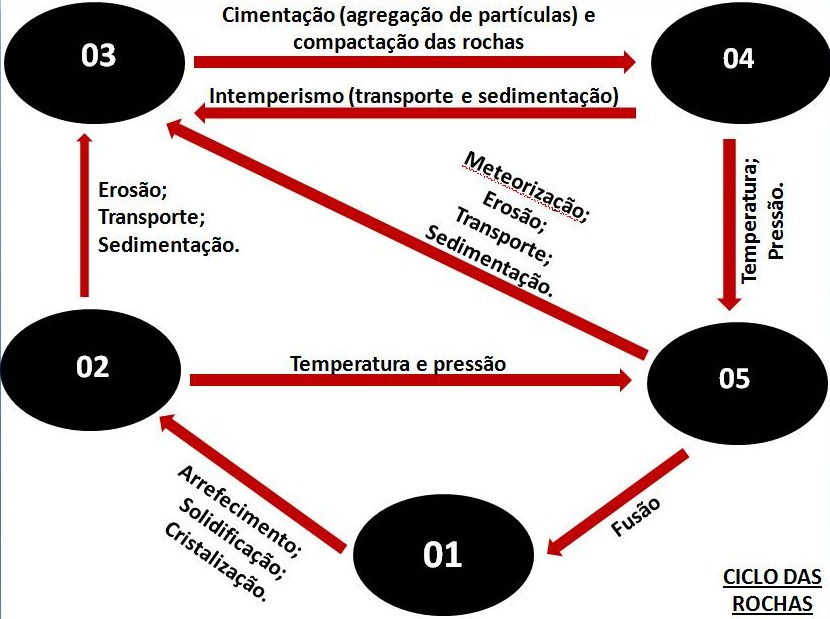 Cimentação (agregação de partículas) e
compactação das rochas
03
04
Intemperismo (transporte e sedimentação)
Erosão;
Transporte;
Sedimentação.
Meteorização;
Erosão;
Transporte;
Sedimentação.
Temperatura;
Pressão.
02
Temperatura e pressão
05
Arrefecimento;
Solidificação;
Cristalização.
01
Fusão
CICLO DAS
ROCHAS